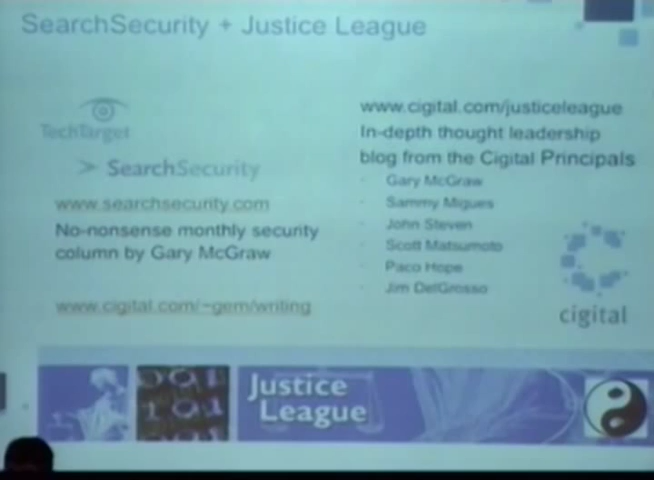 SearchSecurity + Justice League
TechTarget
> SearchSecurity
www.searchsecurity.com
No-nonsense monthly security
column by Gary McGraw
www.cigital.com/~gem/writing
www.cigital.com/justiceleague
In-depth thought leadership
blog from the Cigital Principals
Gary McGraw
Sammy Migues
John Steven
Scott Matsumoto
Paco Hope
Jim DelGrosso
cigital
Justice
League